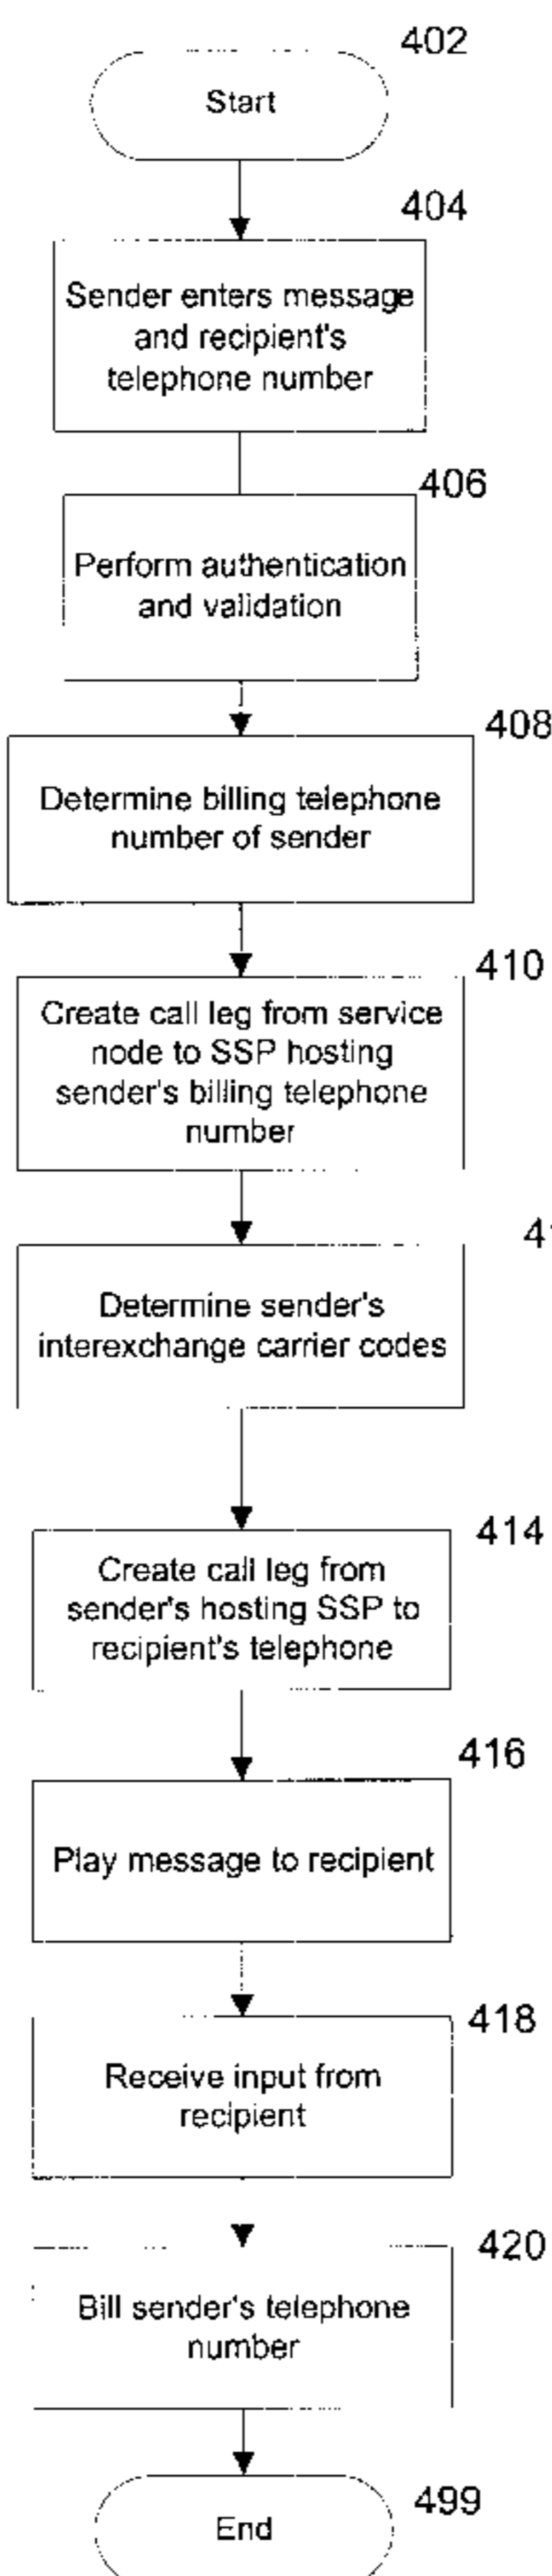 402
Start
404
Sender enters message
and recipient's
telephone number
406
Perform authentication
and validation
408
Determine billing telephone
number of sender
410
Create call leg from service
node to SSP hosting
sender's billing telephone
number
Determine sender's
interexchange carrier codes
414
Create call leg from
sender's hosting SSP to
recipient's telephone
416
Play message to recipient
418
Receive input from
recipient
420
Bill sender's telephone
number
499
End